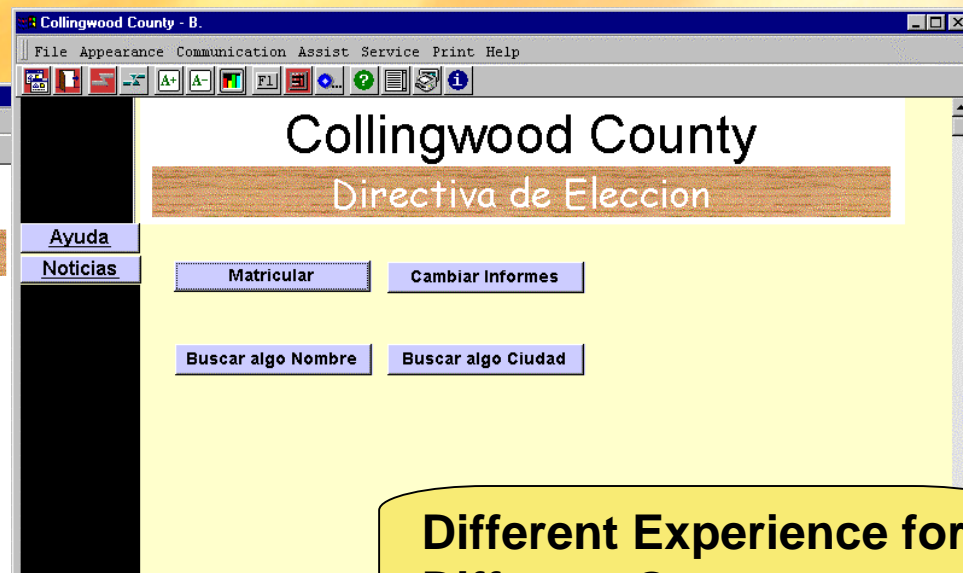 Collingwood County - B.
File Appearance Communication Assist Service Print Help
A+ A- F1
Collingwood County
Directiva de Eleccion
Ayuda
Noticias
Matricular Cambiar Informes
Buscar algo Nombre Buscar algo Ciudad
Different Experience for